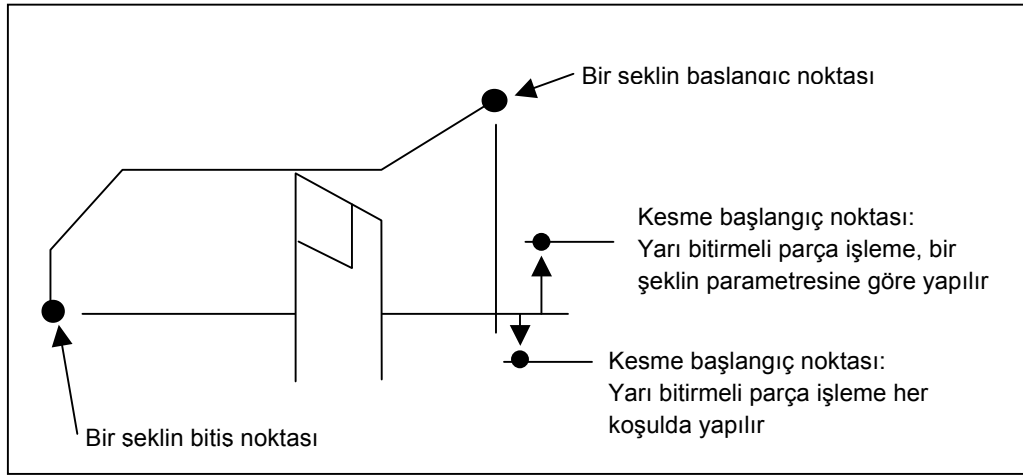 Bir seklin baslangıc noktası
Kesme başlangıç noktası:
Yarı bitirmeli parça işleme, bir
şeklin parametresine göre yapılır
Kesme başlangıç noktası:
Yarı bitirmeli parça işleme her
koşulda yapılır
Bir seklin bitis noktası